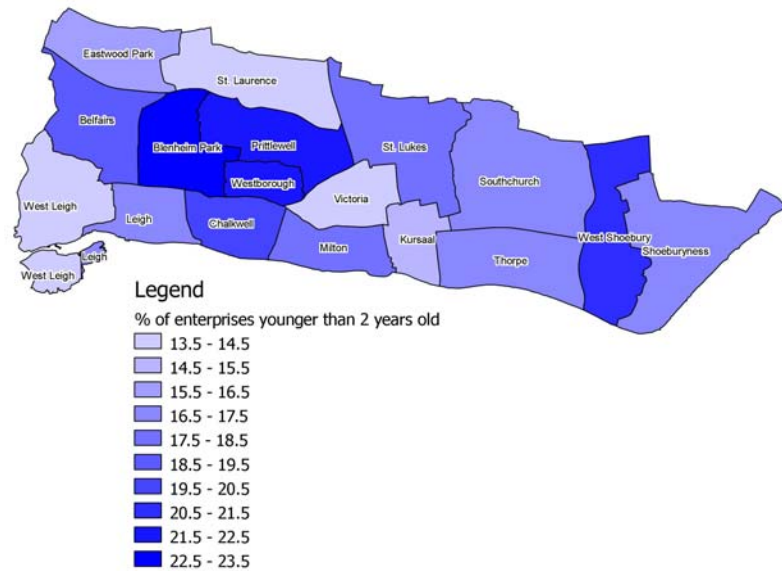 Eastwood Park
St. Laurence
Belfairs
Blenheim Park
Prittlewell
St. Lukes
Westborough
Southchurch
West Leigh
Victoria
Leigh
Chalkwell
Kursaal
West Shoebury
Milton
Shoeburyness
Leigh
Thorpe
West Leigh
Legend
% of enterprises younger than 2 years old
13.5 - 14.5
14.5 - 15.5
15.5 - 16.5
16.5 - 17.5
17.5 - 18.5
18.5 - 19.5
19.5 - 20.5
20.5 - 21.5
21.5 - 22.5
22.5 - 23.5